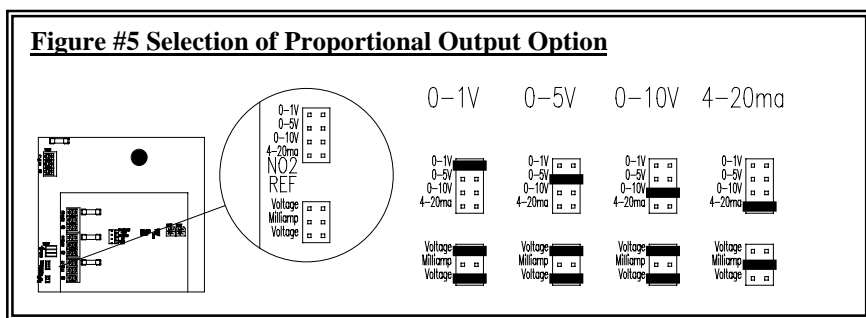 Figure #5 Selection of Proportional Output Option
0-1V 0-5V 0-10V 4-20ma
0-1V
0-5V
0-10V
4-20ma
NO2
REF
Voltage
Milliamp
Voltage
0-1V
0-5V
0-10V
4-20ma
Voltage
Milliamp
Voltage
0-1V
0-5V
0-10V
4-20ma
Voltage
Milliamp
Voltage
0-1V
0-5V
0-10V
4-20ma
Voltage
Milliamp
Voltage
0-1V
0-5V
0-10V
4-20ma
Voltage
Milliamp
Voltage